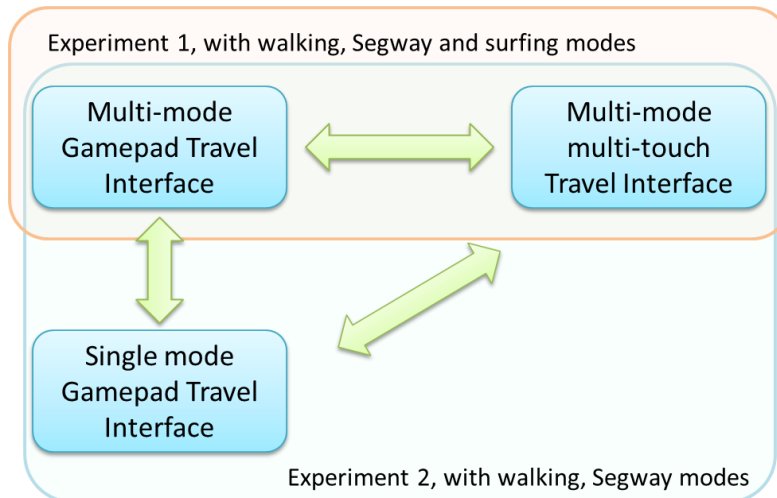 Experiment 1, with walking, Segway and surfing modes
Multi-mode
Gamepad Travel
Interface
Multi-mode
multi-touch
Travel Interface
Single mode
Gamepad Travel
Interface
Experiment 2, with walking, Segway modes